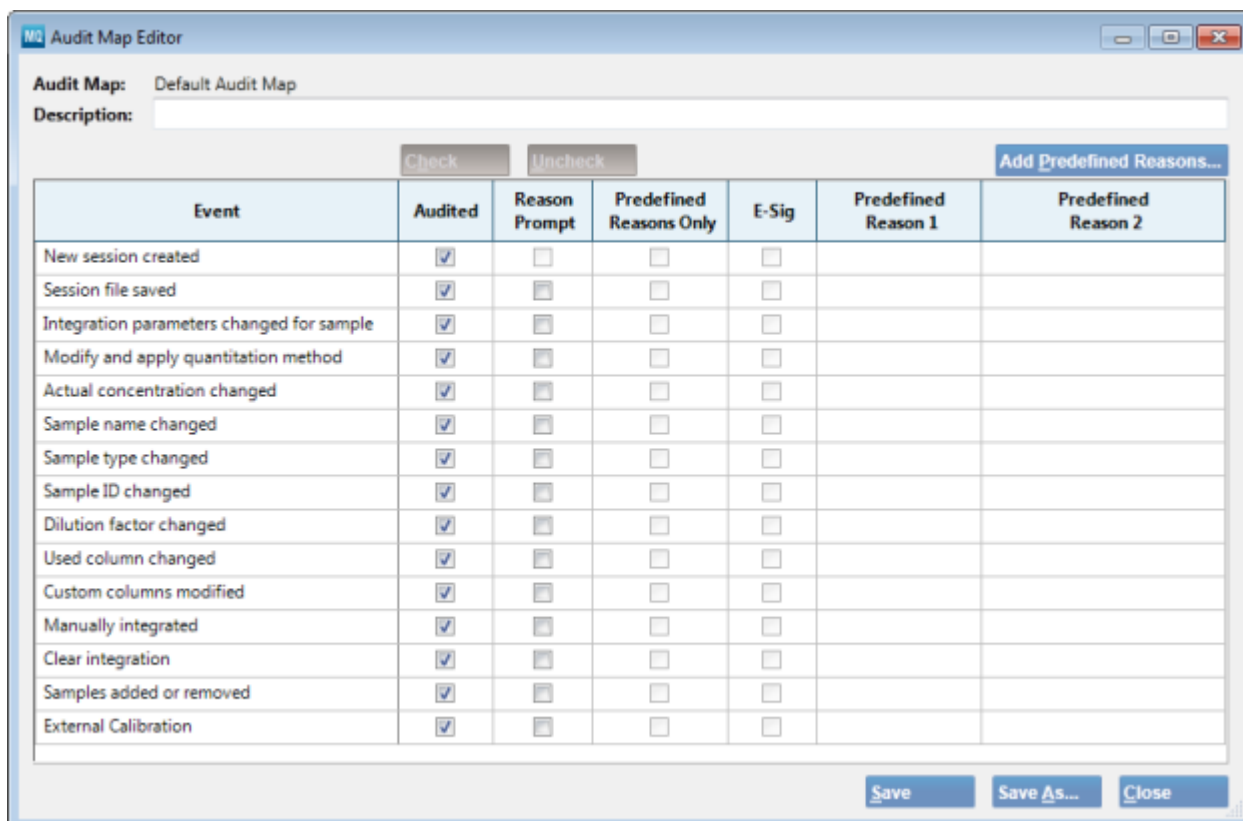 MQ Audit Map Editor
Audit Map: Default Audit Map
Description:
Check Uncheck Add Predefined Reasons...
Event Audited Reason Prompt Predefined Reasons Only E-Sig Predefined Reason 1 Predefined Reason 2
New session created
Session file saved
Integration parameters changed for sample
Modify and apply quantitation method
Actual concentration changed
Sample name changed
Sample type changed
Sample ID changed
Dilution factor changed
Used column changed
Custom columns modified
Manually integrated
Clear integration
Samples added or removed
External Calibration
Save Save As... Close